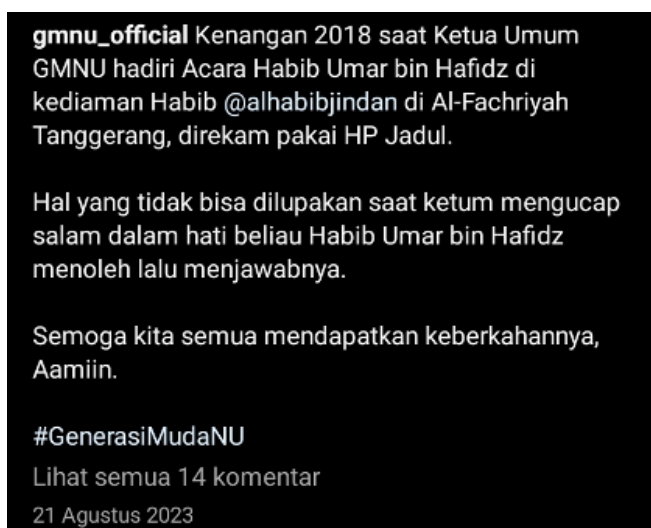 gmnu_official Kenangan 2018 saat Ketua Umum
GMNU hadiri Acara Habib Umar bin Hafidz di
kediaman Habib @alhabibjindan di Al-Fachriyah
Tanggerang, direkam pakai HP Jadul.
Hal yang tidak bisa dilupakan saat ketum mengucap
salam dalam hati beliau Habib Umar bin Hafidz
menoleh lalu menjawabnya.
Semoga kita semua mendapatkan keberkahannya,
Aamiin.
#GenerasiMudaNU
Lihat semua 14 komentar
21 Agustus 2023